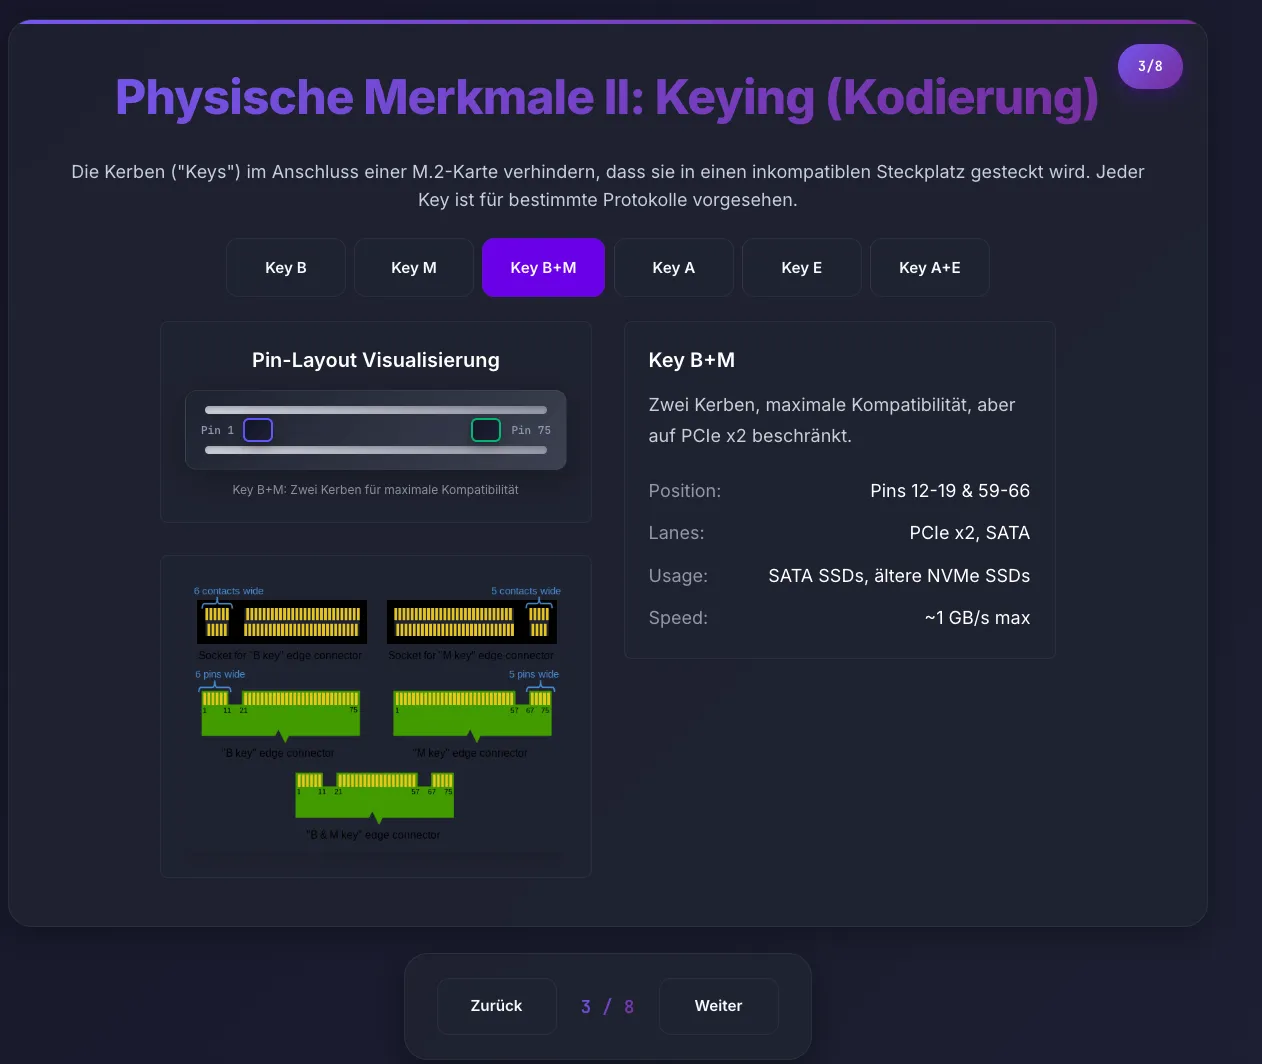 3/8
Physische Merkmale II: Keying (Kodierung)
Die Kerben ("Keys") im Anschluss einer M.2-Karte verhindern, dass sie in einen inkompatiblen Steckplatz gesteckt wird. Jeder
Key ist für bestimmte Protokolle vorgesehen.
Key B
Key M
Key B+M
Key A
Key E
Key A+E
Pin-Layout Visualisierung
Pin 1
Pin 75
Key B+M: Zwei Kerben für maximale Kompatibilität
6 contacts wide
5 contacts wide
Socket for "B key" edge connector
Socket for "M key" edge connector
6 pins wide
5 pins wide
1 11 21 75
1 57 67 75
"B key" edge connector
"M key" edge connector
1 11 21 57 67 75
"B & M key" edge connector
Key B+M
Zwei Kerben, maximale Kompatibilität, aber
auf PCIe x2 beschränkt.
Position: Pins 12-19 & 59-66
Lanes: PCIe x2, SATA
Usage: SATA SSDs, ältere NVMe SSDs
Speed: ~1 GB/s max
Zurück
3 / 8
Weiter